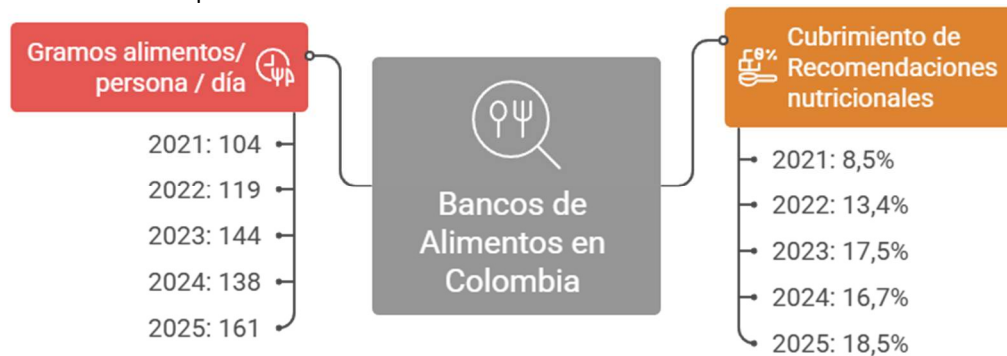 Gramos alimentos/
persona / día
2021: 104
2022: 119
2023: 144
2024: 138
2025: 161
Bancos de
Alimentos en
Colombia
0%
Cubrimiento de
Recomendaciones
nutricionales
2021: 8,5%
2022: 13,4%
2023: 17,5%
2024: 16,7%
2025: 18,5%